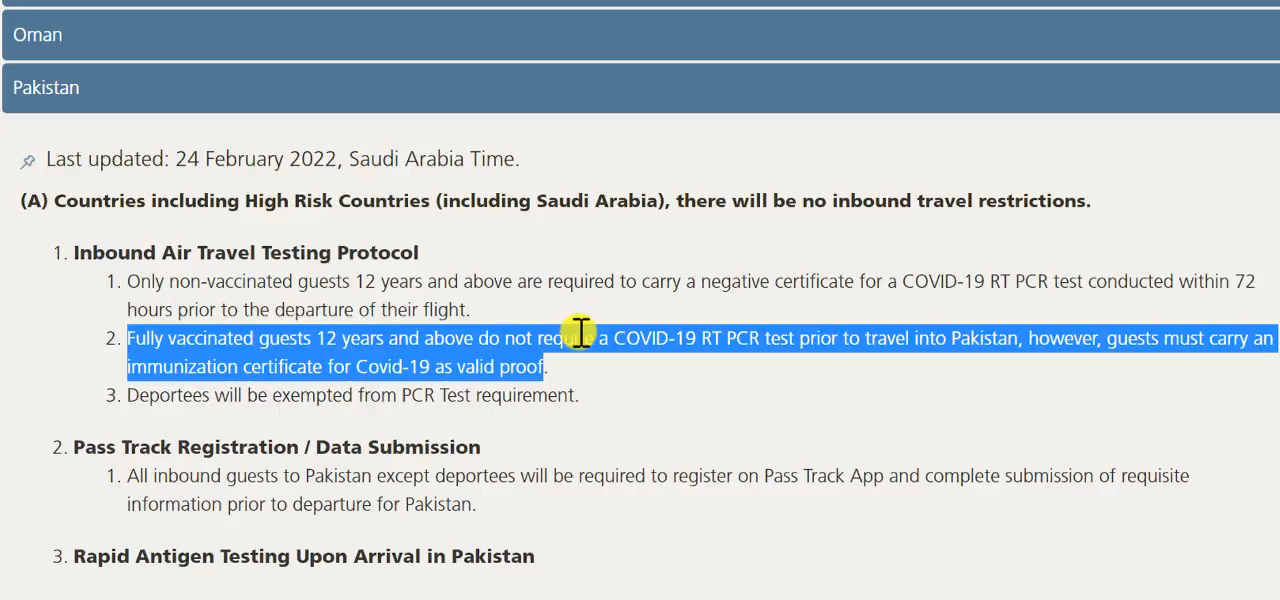 Oman
Pakistan
Last updated: 24 February 2022, Saudi Arabia Time.
(A) Countries including High Risk Countries (including Saudi Arabia), there will be no inbound travel restrictions.
1. Inbound Air Travel Testing Protocol
1. Only non-vaccinated guests 12 years and above are required to carry a negative certificate for a COVID-19 RT PCR test conducted within 72
hours prior to the departure of their flight.
2. Fully vaccinated guests 12 years and above do not require a COVID-19 RT PCR test prior to travel into Pakistan, however, guests must carry an
immunization certificate for Covid-19 as valid proof.
3. Deportees will be exempted from PCR Test requirement.
2. Pass Track Registration / Data Submission
1. All inbound guests to Pakistan except deportees will be required to register on Pass Track App and complete submission of requisite
information prior to departure for Pakistan.
3. Rapid Antigen Testing Upon Arrival in Pakistan